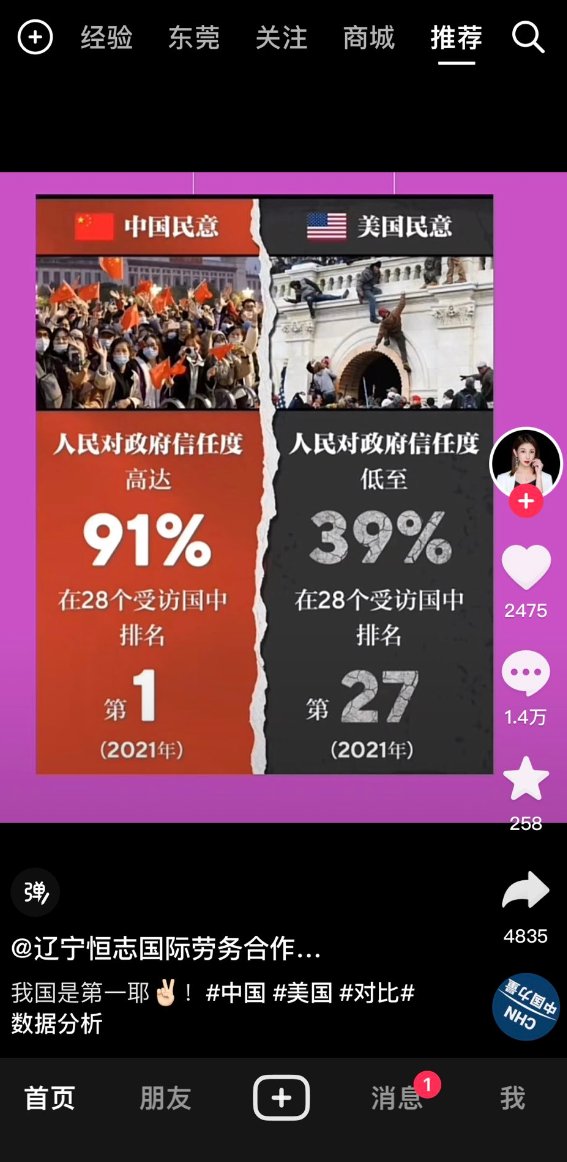 经验 东莞 关注 商城 推荐
中国民意
美国民意
人民对政府信任度
高达
91%
在28个受访国中
排名
第1
(2021年)
人民对政府信任度
低至
39%
在28个受访国中
排名
第27
(2021年)
2475
1.4万
258
4835
弹
@辽宁恒志国际劳务合作...
我国是第一耶✌🏻！ #中国 #美国 #对比#
数据分析
中国力量
CHN
首页 朋友 消息 1 我